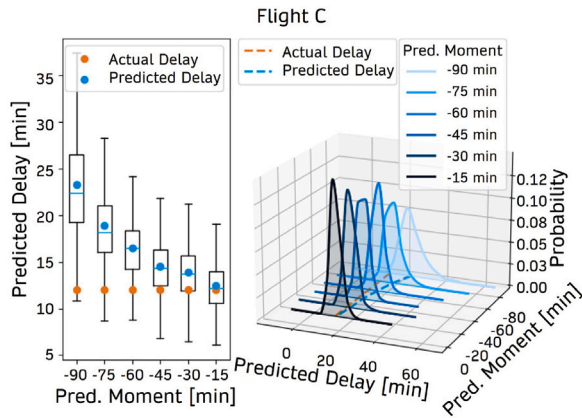 Flight C
Actual Delay
Predicted Delay
Predicted Delay [min]
35
30
25
20
15
10
5
-90 -75 -60 -45 -30 -15
Pred. Moment [min]
Actual Delay
Predicted Delay
Pred. Moment
-90 min
-75 min
-60 min
-45 min
-30 min
-15 min
0.12
0.10
0.08
0.05
0.03
0.00
Probability
0 20 40 60
Predicted Delay [min]
-80
-60
-40
-20
0
Pred. Moment [min]